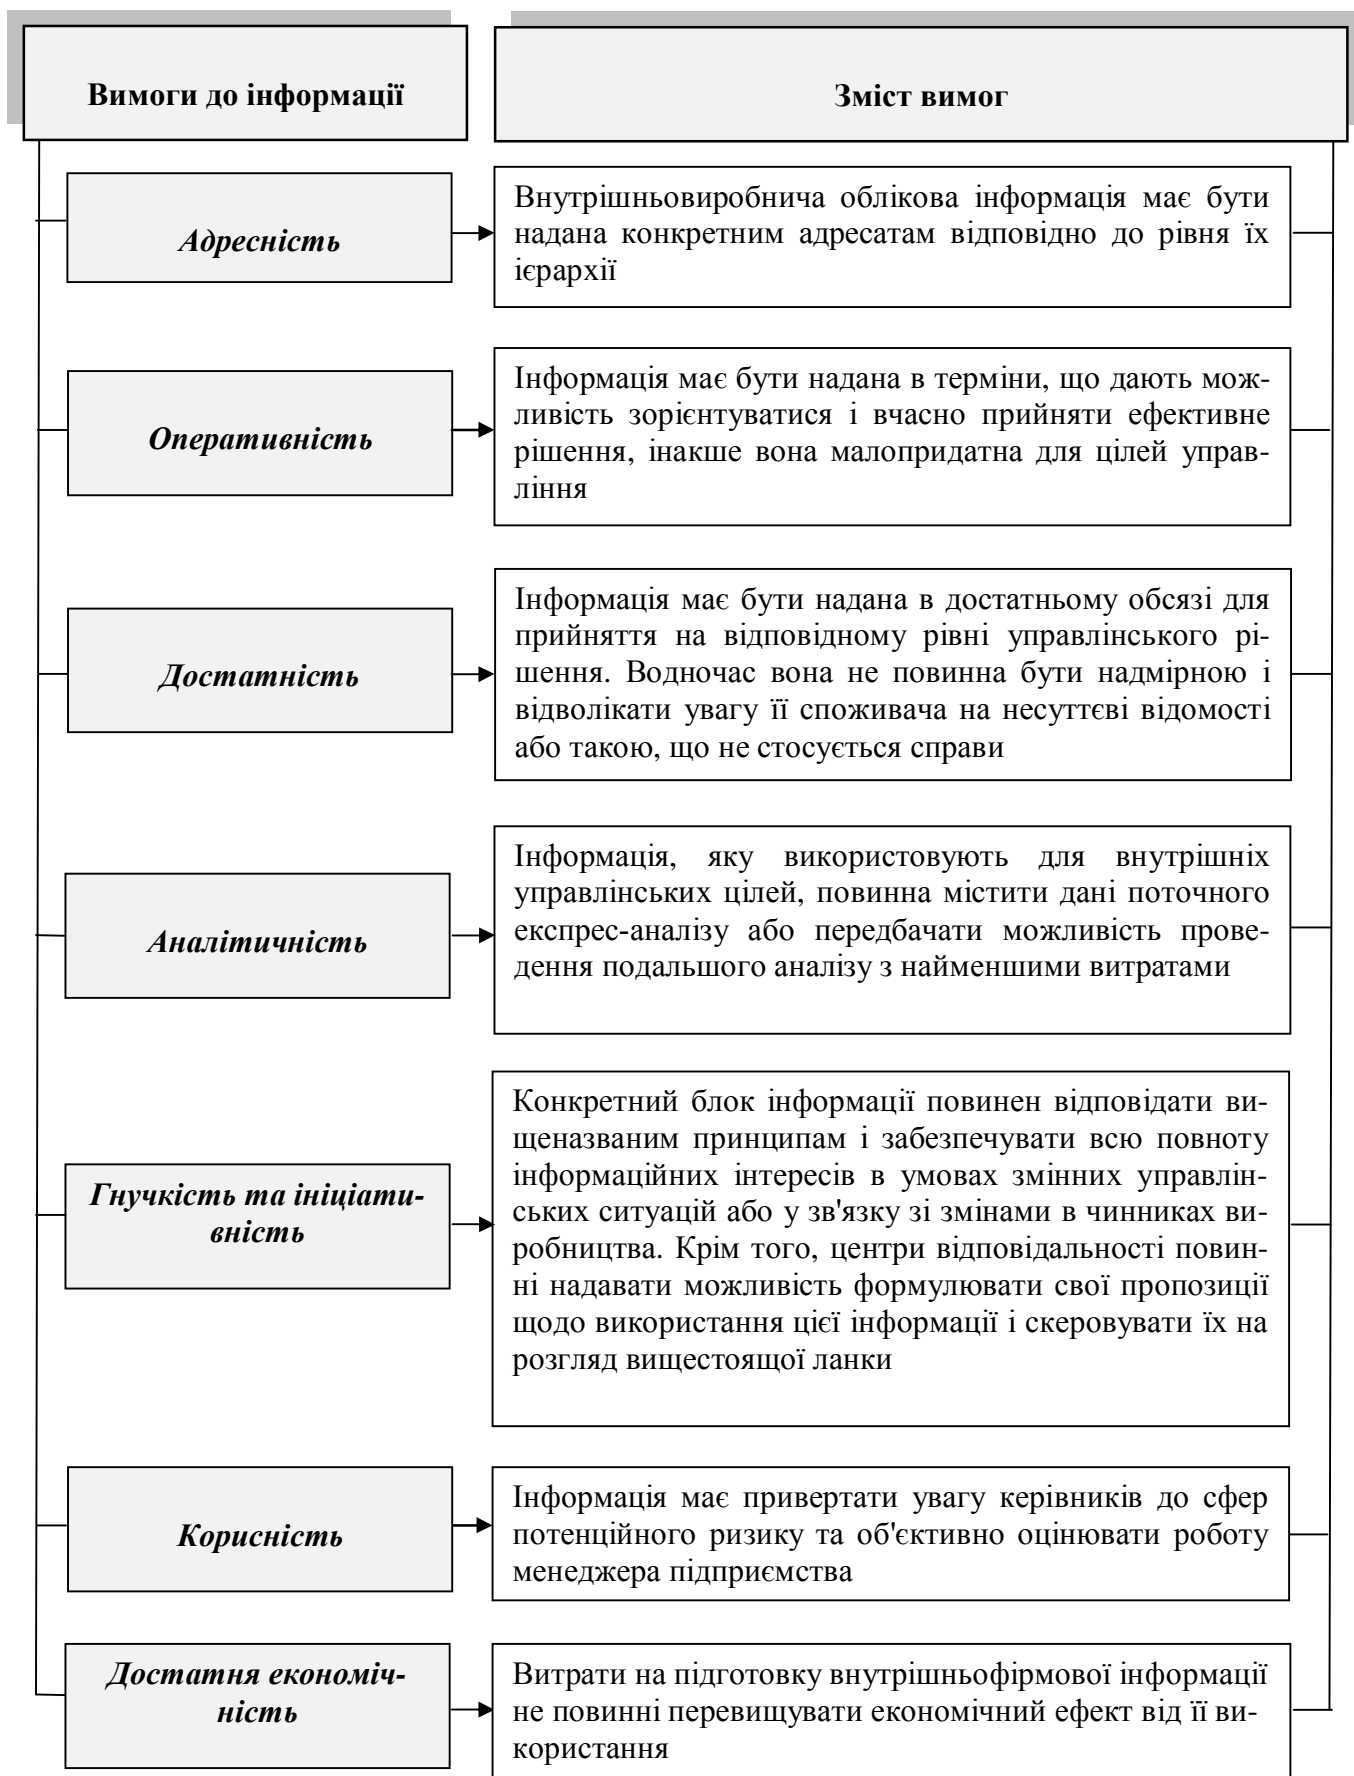 Вимоги до інформації
Зміст вимог
Адресність
Внутрішньовиробнича облікова інформація має бути
надана конкретним адресатам відповідно до рівня їх
ієрархії
Оперативність
Інформація має бути надана в терміни, що дають мож-
ливість зорієнтуватися і вчасно прийняти ефективне
рішення, інакше вона малопридатна для цілей управ-
ління
Достатність
Інформація має бути надана в достатньому обсязі для
прийняття на відповідному рівні управлінського рі-
шення. Водночас вона не повинна бути надмірною і
відволікати увагу її споживача на несуттєві відомості
або такою, що не стосується справи
Аналітичність
Інформація, яку використовують для внутрішніх
управлінських цілей, повинна містити дані поточного
експрес-аналізу або передбачати можливість прове-
дення подальшого аналізу з найменшими витратами
Гнучкість та ініціати-
вність
Конкретний блок інформації повинен відповідати ви-
щеназваним принципам і забезпечувати всю повноту
інформаційних інтересів в умовах змінних управлін-
ських ситуацій або у зв'язку зі змінами в чинниках ви-
робництва. Крім того, центри відповідальності повин-
ні надавати можливість формулювати свої пропозиції
щодо використання цієї інформації і скеровувати їх на
розгляд вищестоящої ланки
Корисність
Інформація має привертати увагу керівників до сфер
потенційного ризику та об'єктивно оцінювати роботу
менеджера підприємства
Достатня економіч-
ність
Витрати на підготовку внутрішньофірмової інформації
не повинні перевищувати економічний ефект від її ви-
користання